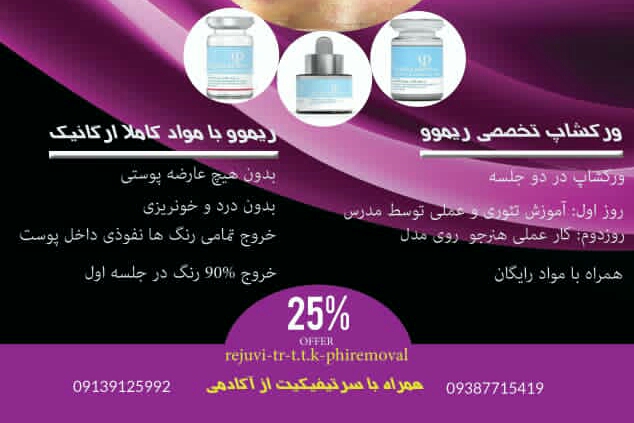 ورکشاپ تخصصی ریموو
ورکشاپ در دو جلسه
روز اول: آموزش تئوری و عملی توسط مدرس
روزدوم: کار عملی هنرجو روی مدل
همراه با مواد رایگان
ریموو با مواد کاملا ارگانیک
بدون هیچ عارضه پوستی
بدون درد و خونریزی
خروج تمامی رنگ ها نفوذی داخل پوست
خروج 90% رنگ در جلسه اول
25%
OFFER
rejuvi-tr-t.t.k-phiremoval
همراه با سرتیفیکیت از آکادمی
09139125992
09387715419